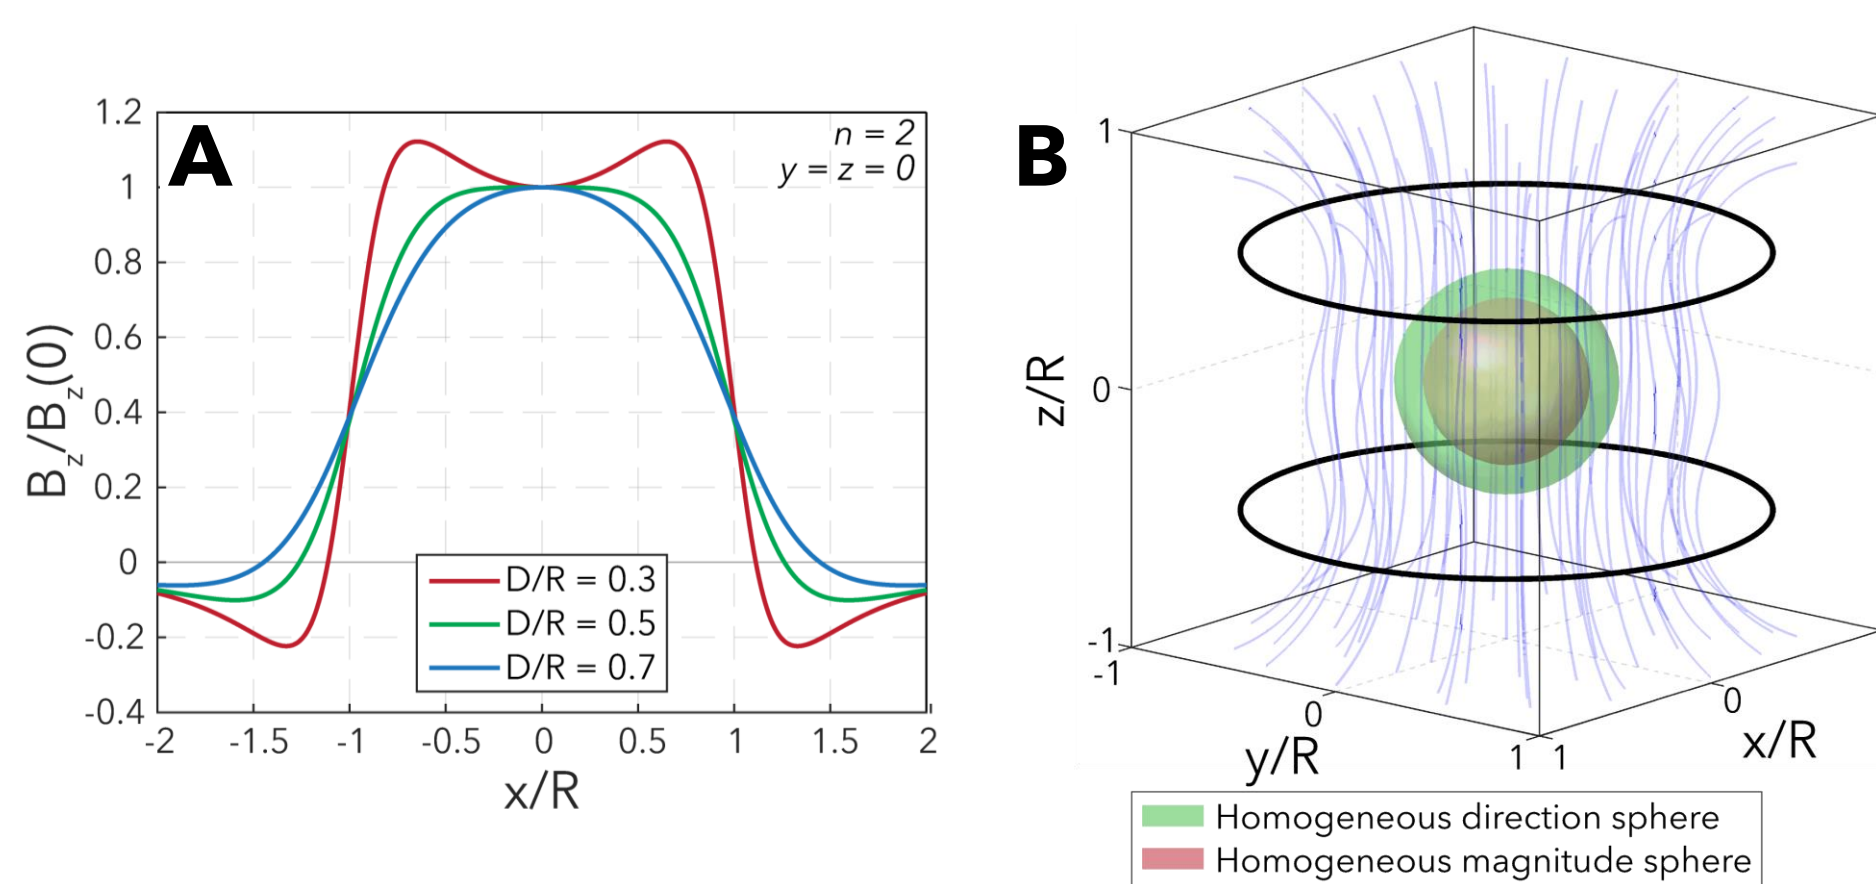 A
n = 2
y = z = 0
1.2
1
0.8
0.6
0.4
0.2
0
-0.2
-0.4
B_z/B_z(0)
D/R = 0.3
D/R = 0.5
D/R = 0.7
-2 -1.5 -1 -0.5 0 0.5 1 1.5 2
x/R
B
1
0
-1
z/R
-1 0 1
y/R
1 0
x/R
Homogeneous direction sphere
Homogeneous magnitude sphere